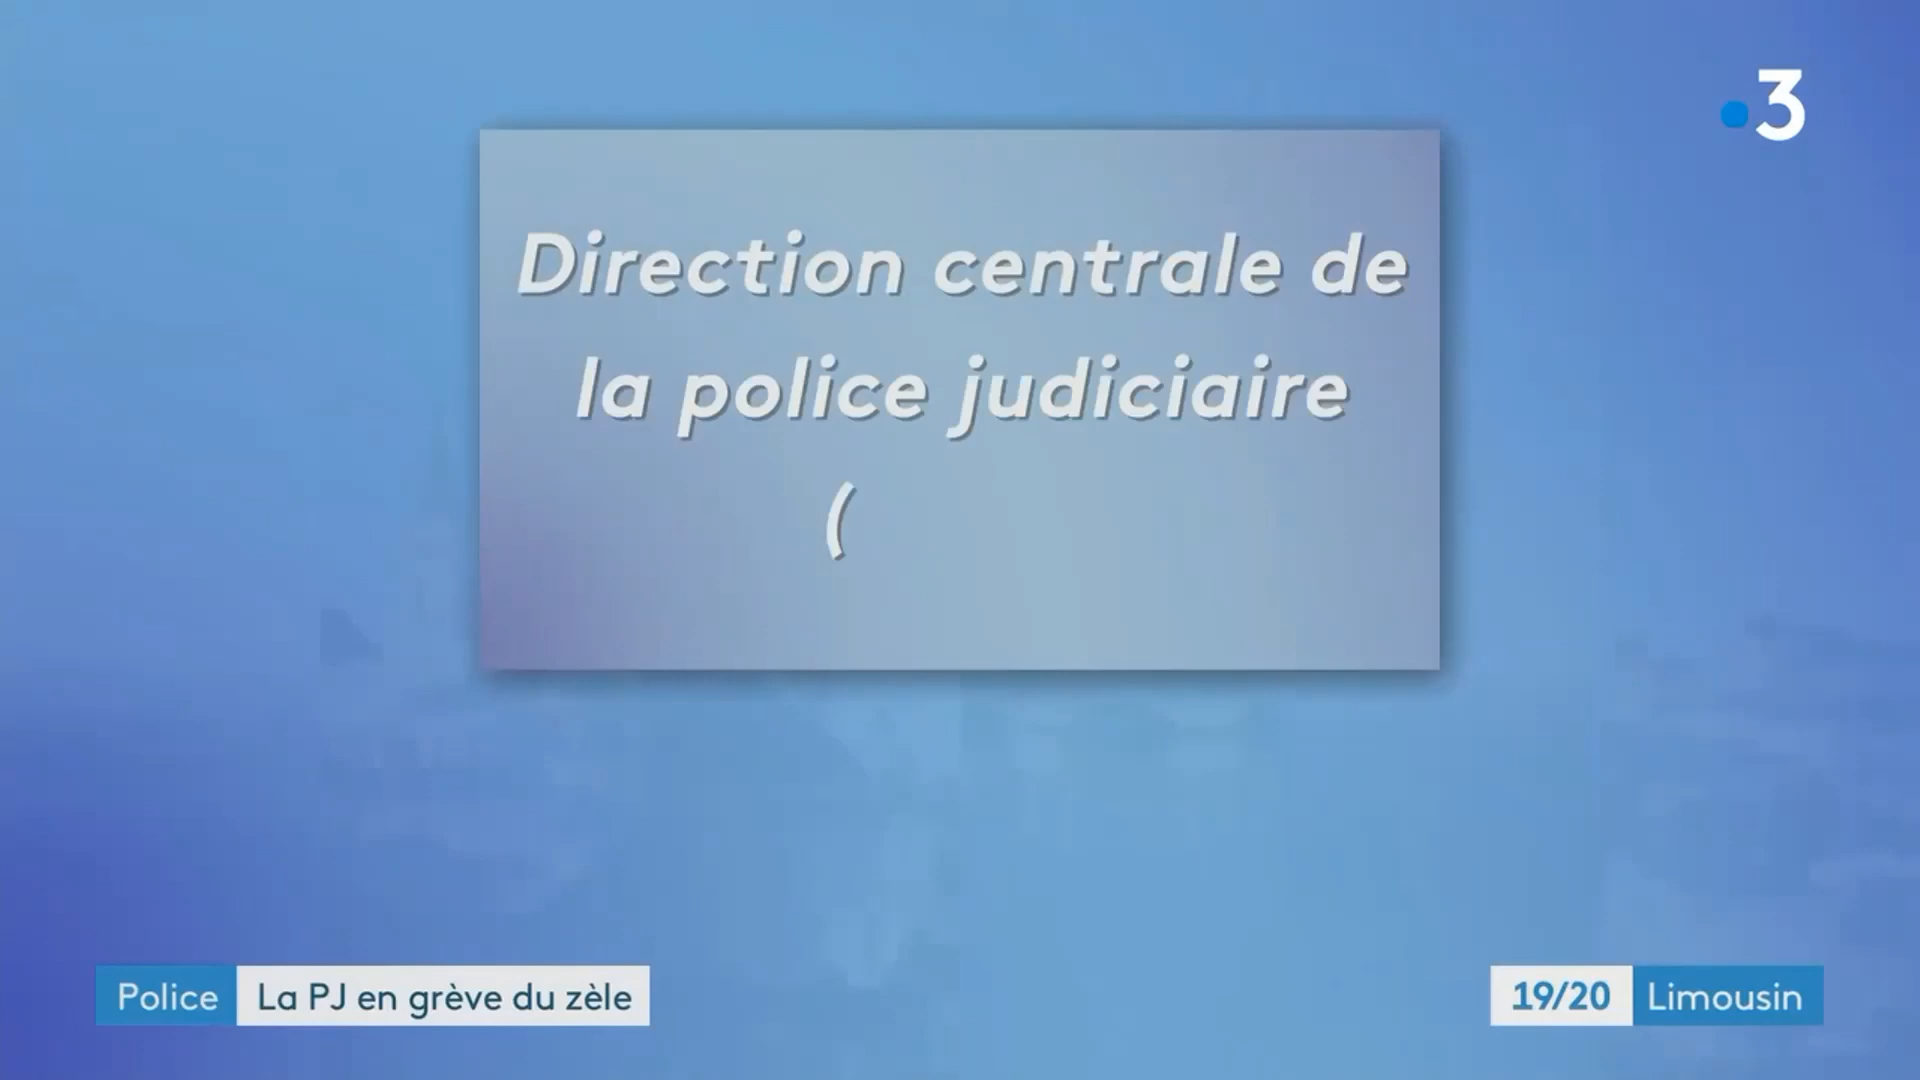 3
Direction centrale de
la police judiciaire
(
Police La PJ en grève du zèle
19/20 Limousin